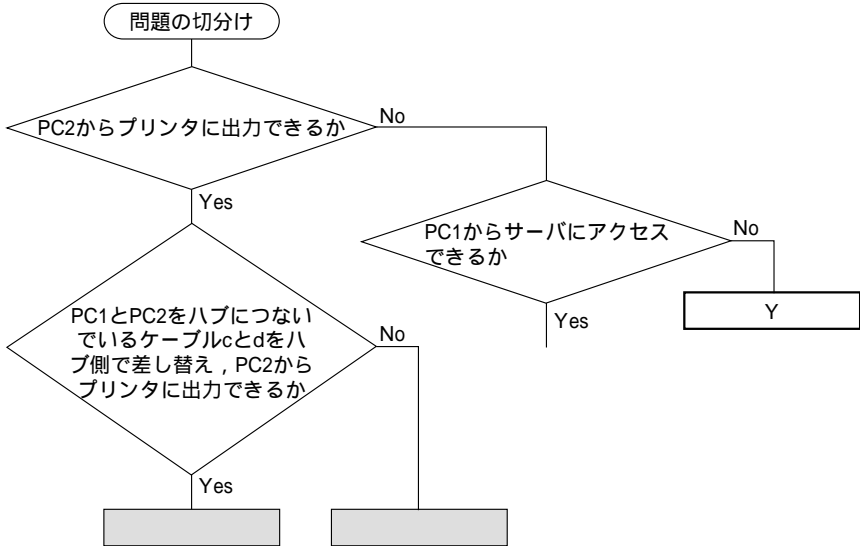 問題の切分け
PC2からプリンタに出力できるか
No
Yes
PC1からサーバにアクセス
できるか
No
Yes
Y
PC1とPC2をハブにつない
でいるケーブルcとdをハ
ブ側で差し替え，PC2から
プリンタに出力できるか
No
Yes